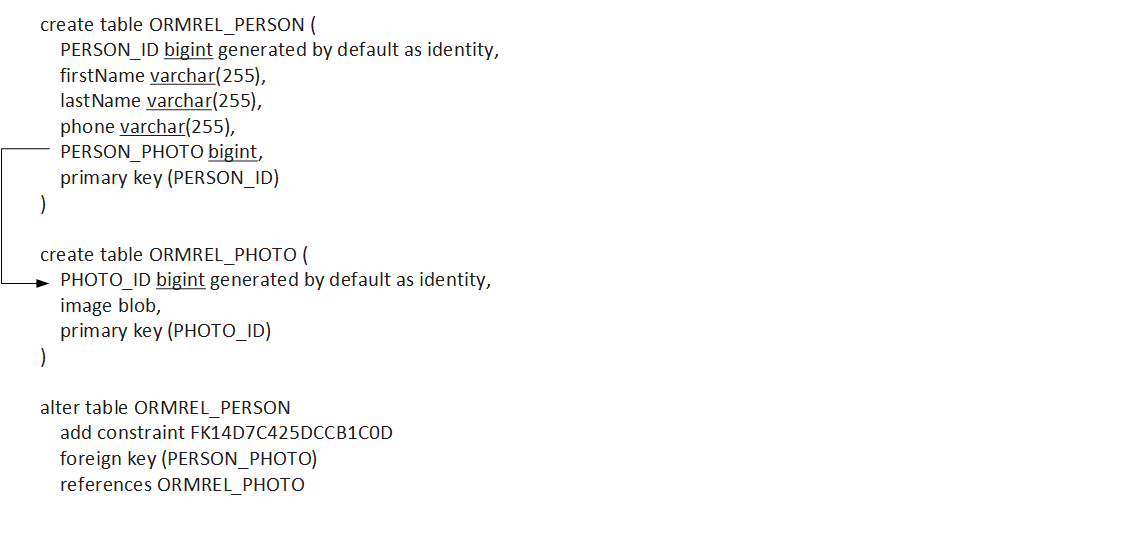 create table ORMREL_PERSON (
PERSON_ID bigint generated by default as identity,
firstName varchar(255),
lastName varchar(255),
phone varchar(255),
PERSON_PHOTO bigint,
primary key (PERSON_ID)
)
create table ORMREL_PHOTO (
PHOTO_ID bigint generated by default as identity,
image blob,
primary key (PHOTO_ID)
)
alter table ORMREL_PERSON
add constraint FK14D7C425DCCB1C0D
foreign key (PERSON_PHOTO)
references ORMREL_PHOTO